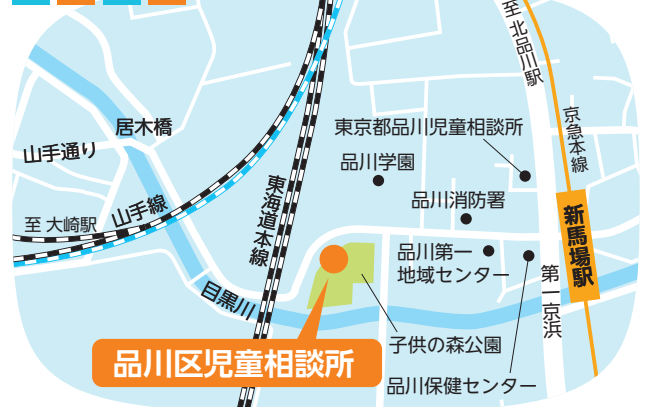 至 北品川駅
京急本線
居木橋
東京都品川児童相談所
山手通り
品川学園
東海道本線
品川消防署
山手線
至 大崎駅
新馬場駅
品川第一
地域センター
第一京浜
目黒川
子供の森公園
品川区児童相談所
品川保健センター